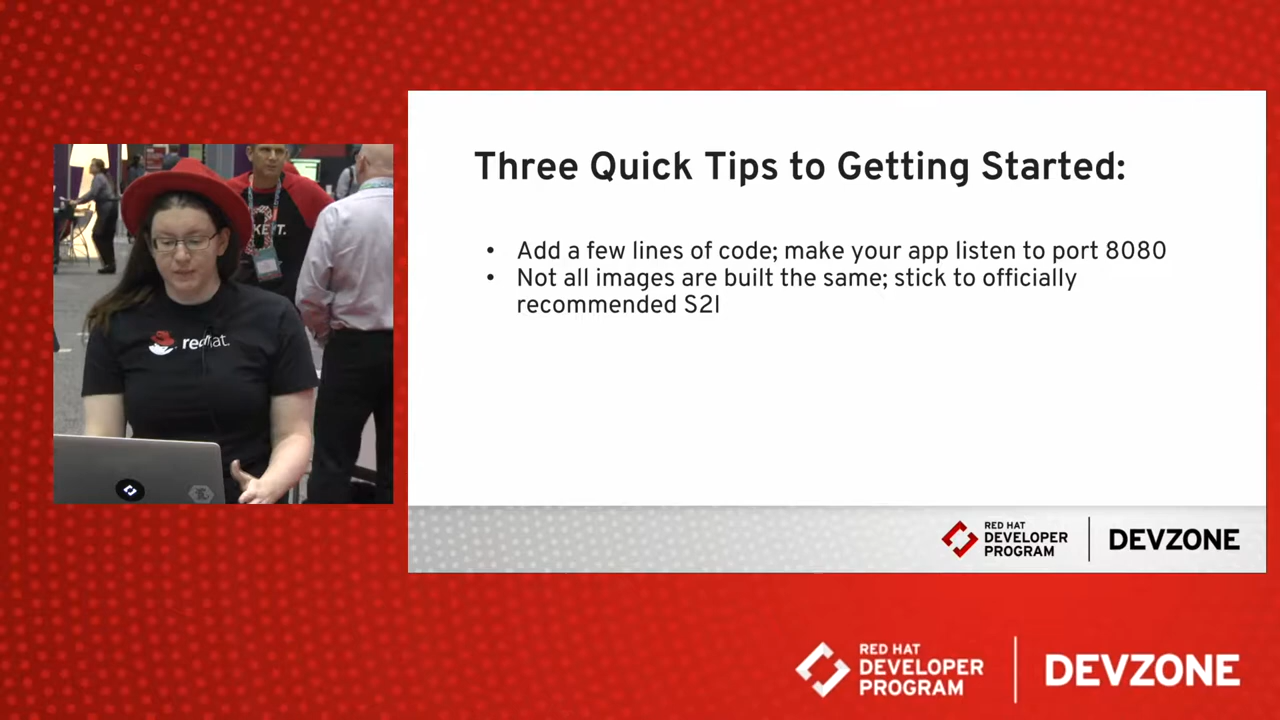 Three Quick Tips to Getting Started:
• Add a few lines of code; make your app listen to port 8080
• Not all images are built the same; stick to officially
recommended S2I
redhat.
RED HAT
DEVELOPER
PROGRAM
DEVZONE
RED HAT
DEVELOPER
PROGRAM
DEVZONE